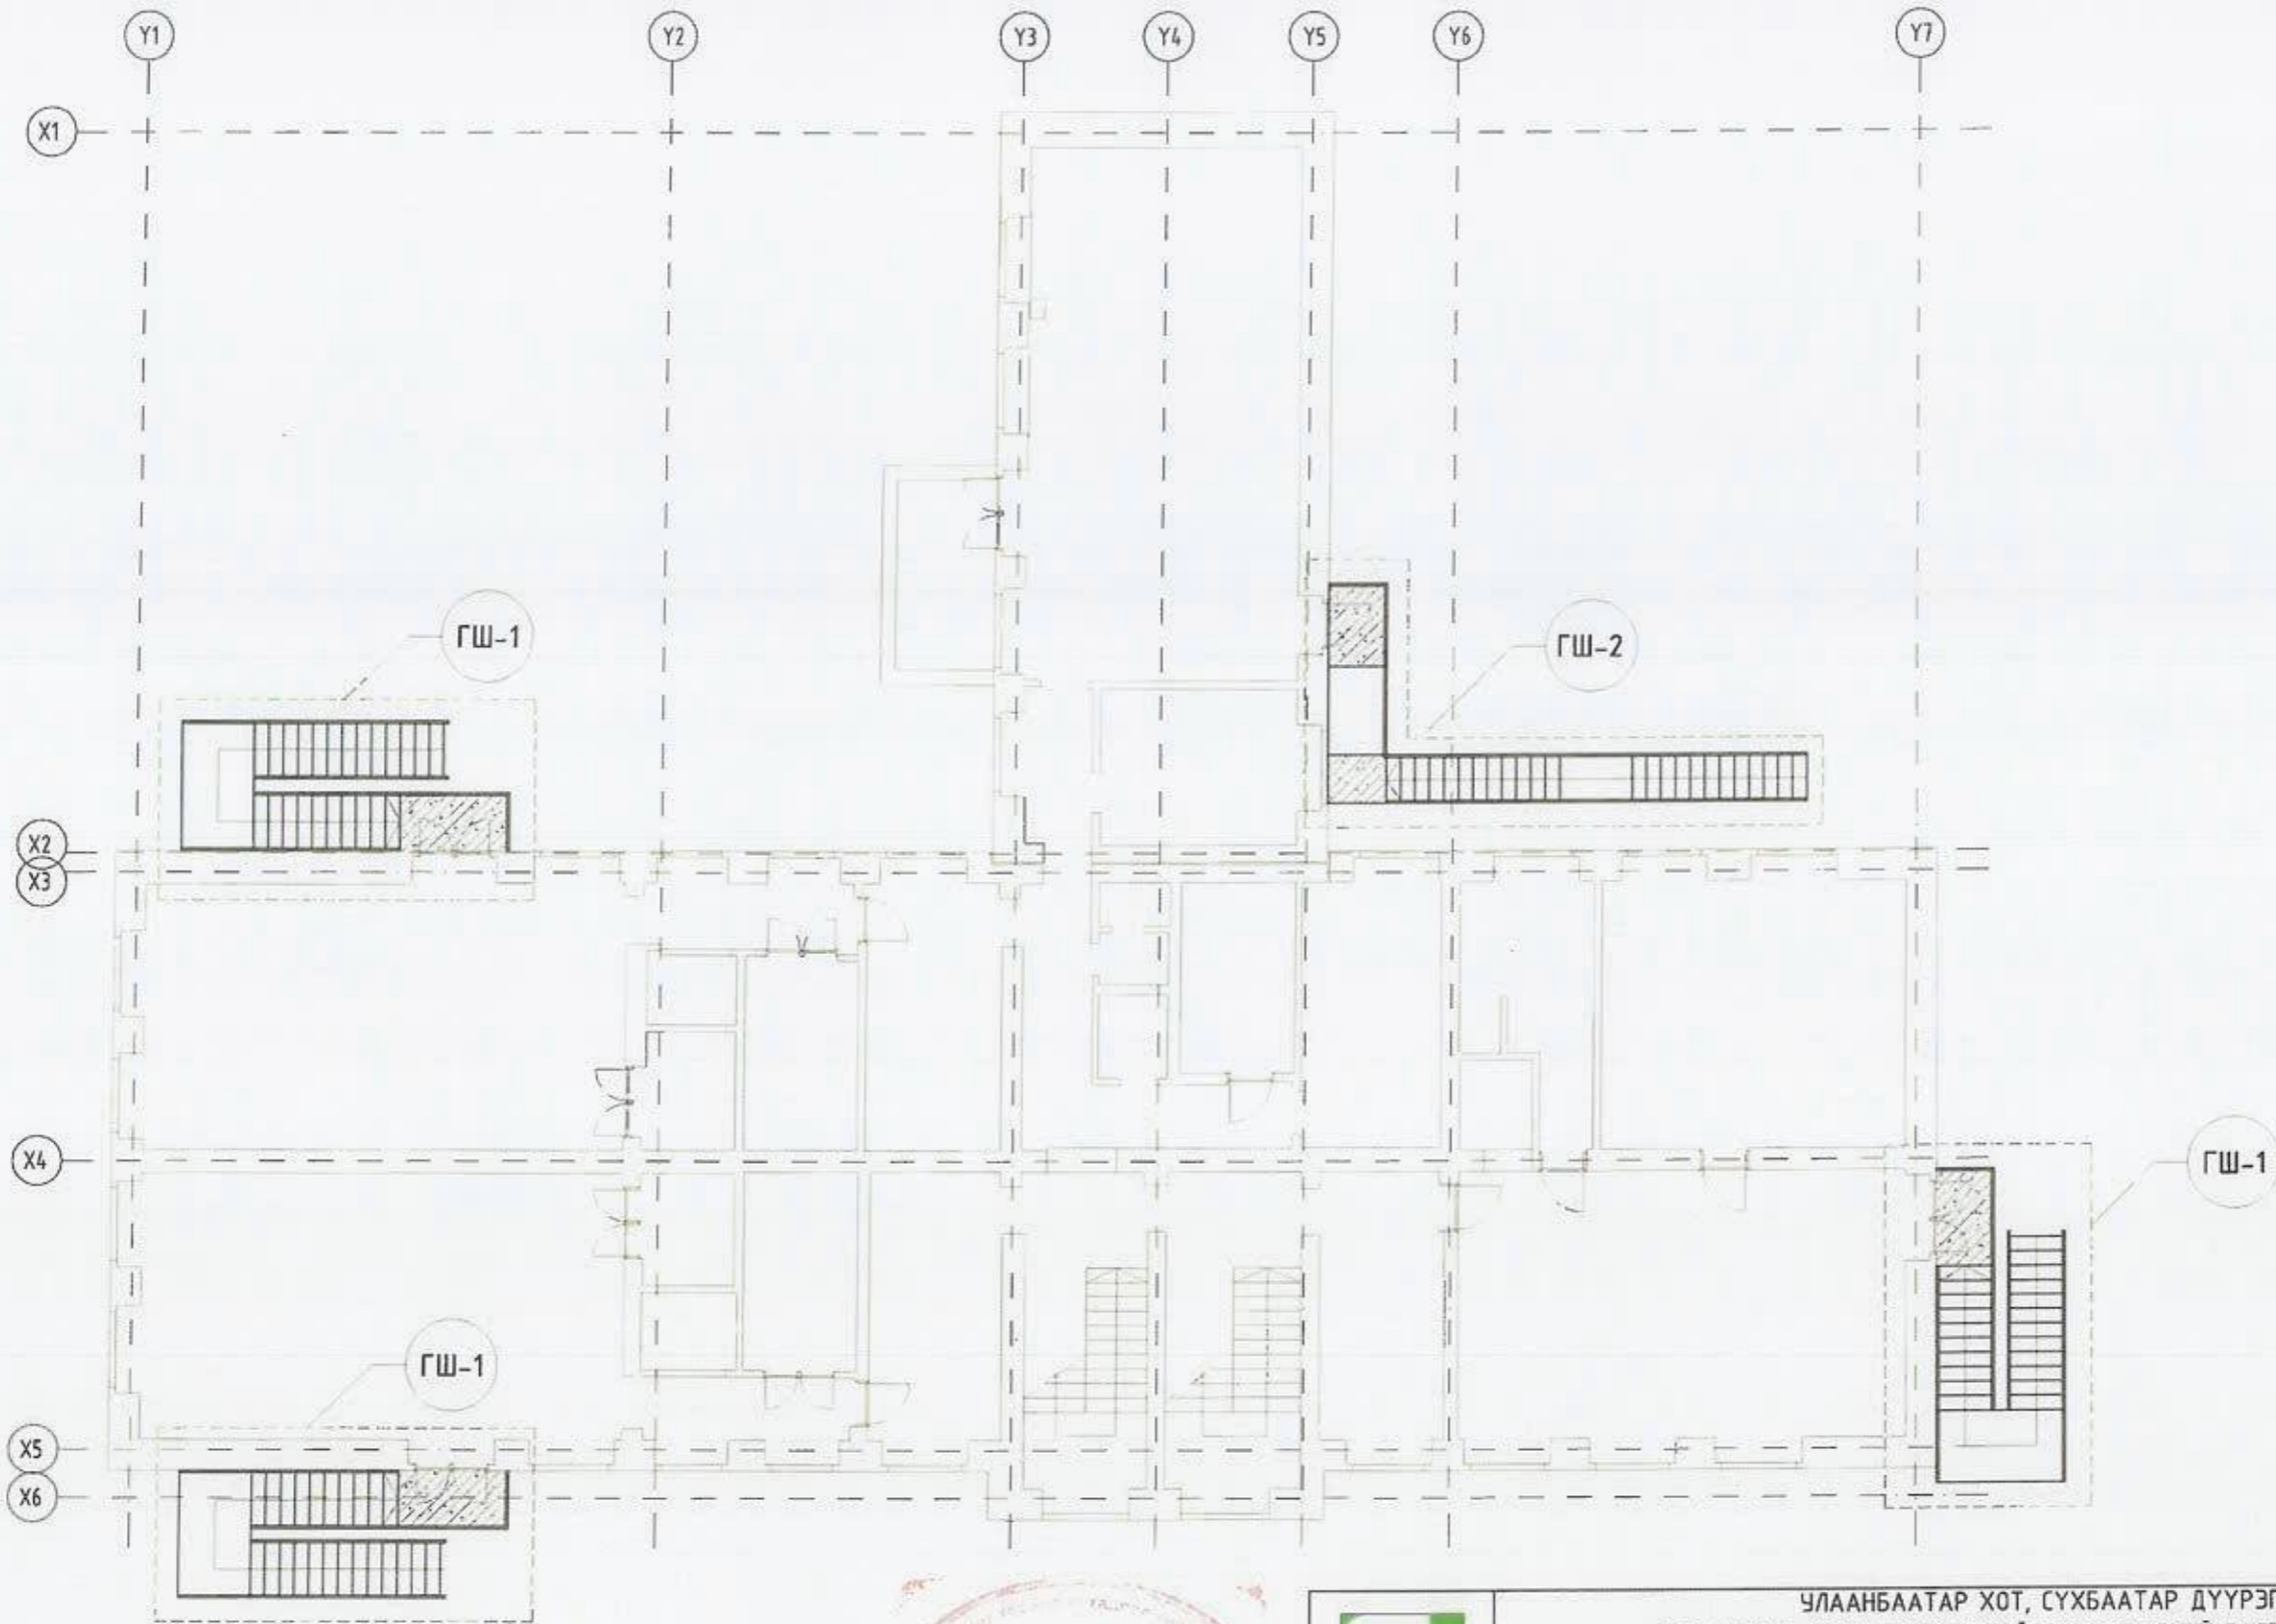 Y1 Y2 Y3 Y4 Y5 Y6 Y7
X1
ГШ-1
ГШ-2
X2
X3
X4
ГШ-1
ГШ-1
X5
X6
УЛААНБААТАР ХОТ, СҮХБААТАР ДҮҮРЭГ